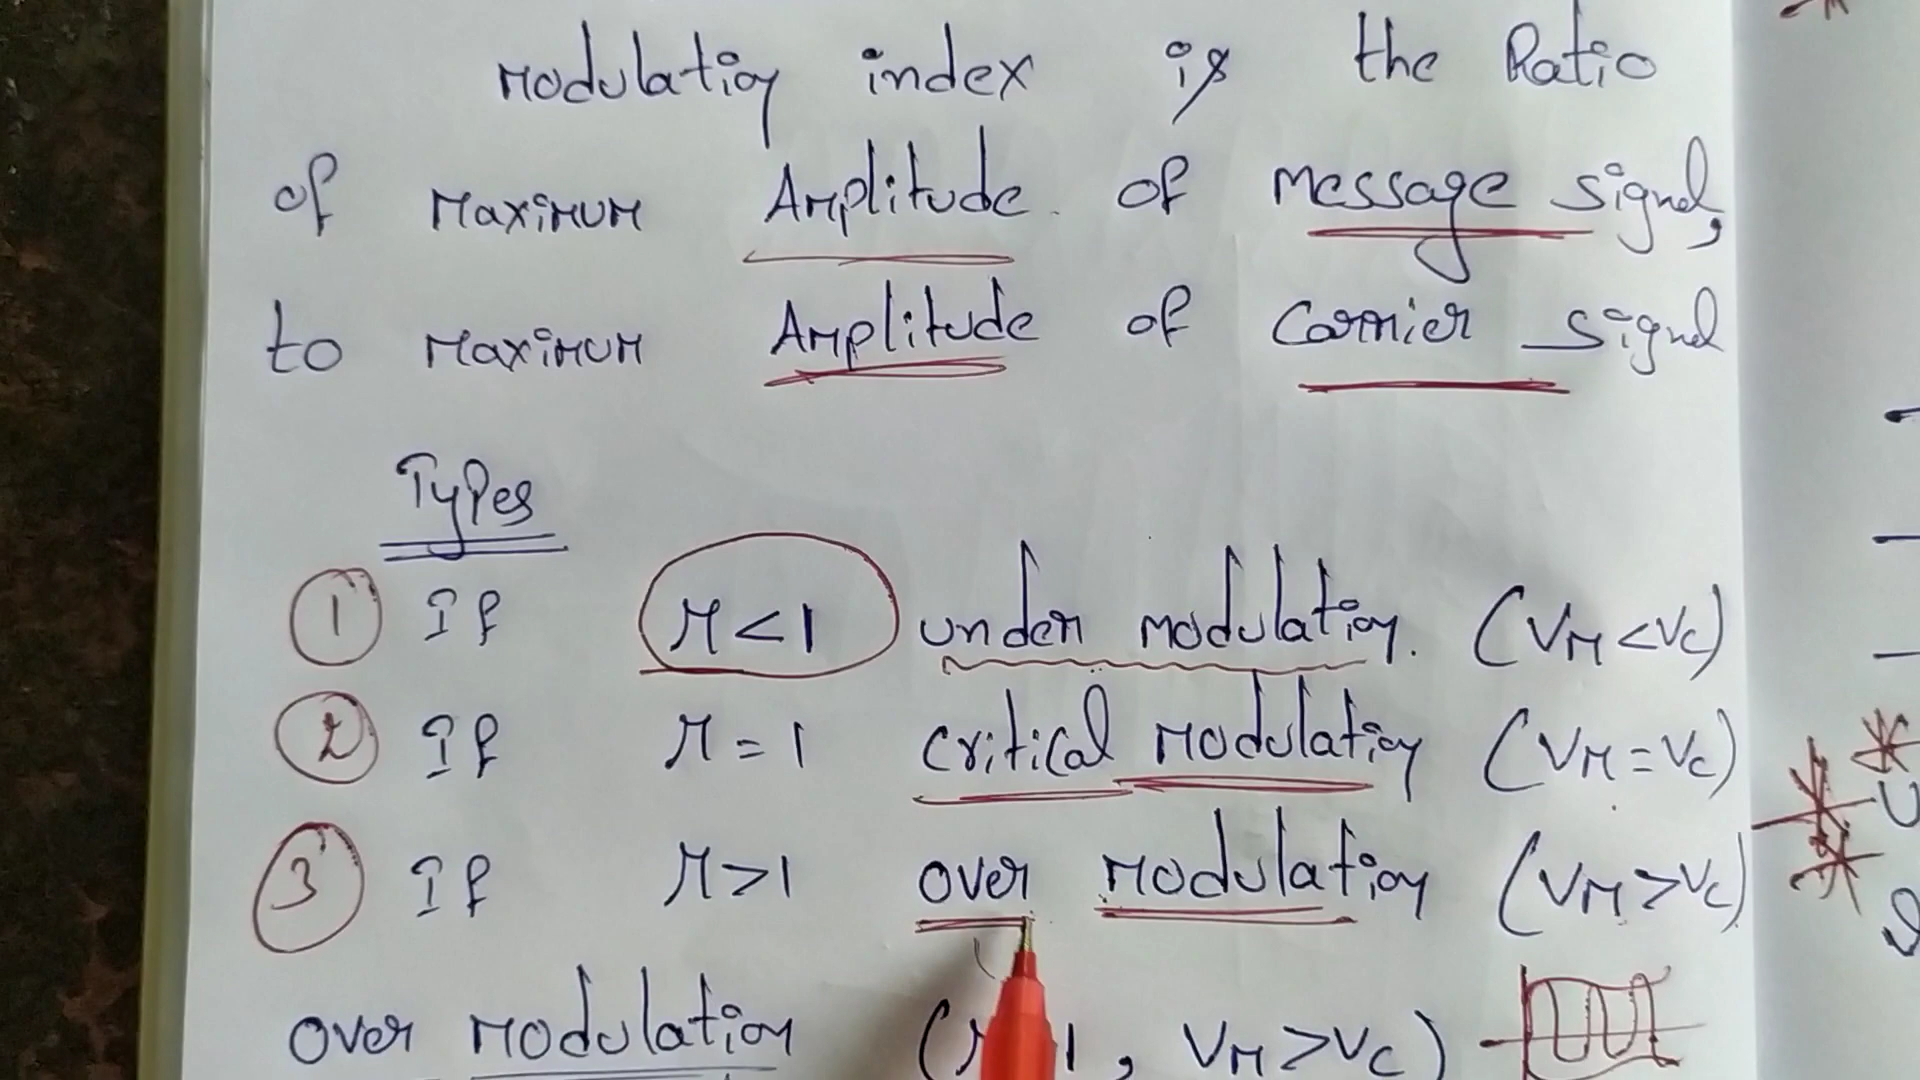 Modulation index is the Ratio
of Maximum Amplitude of message signal,
to Maximum Amplitude of Carrier signal
Types
1 If M < 1 under modulation. (VM < VC)
2 If M = 1 critical modulation (VM = VC)
3 If M > 1 over modulation (VM > VC)
over modulation ( 1, VM > VC)